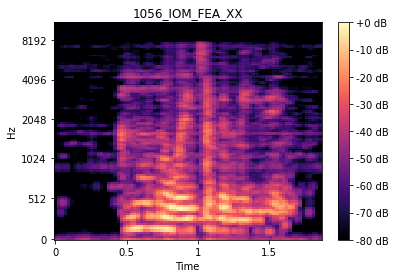 1056_IOM_FEA_XX
+0 dB
8192
-10 dB
4096
-20 dB
-30 dB
2048
Hz
-40 dB
1024
-50 dB
512
-60 dB
-70 dB
0
-80 dB
0
0.5
1
1.5
Time